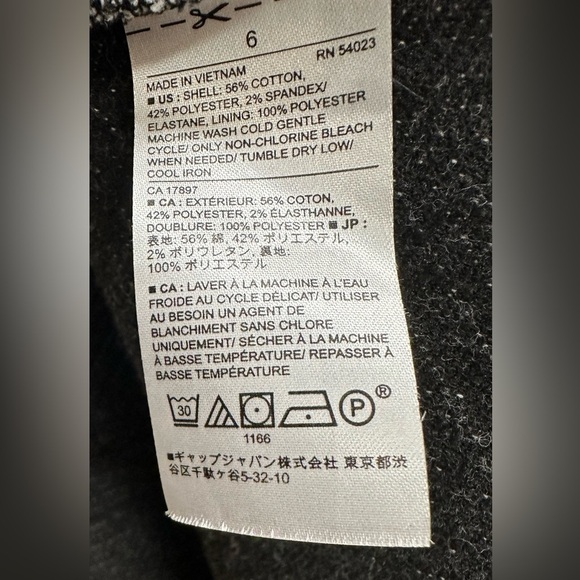 6
RN 54023
MADE IN VIETNAM
■ US : SHELL: 56% COTTON,
42% POLYESTER, 2% SPANDEX/
ELASTANE, LINING: 100% POLYESTER
MACHINE WASH COLD GENTLE
CYCLE/ ONLY NON-CHLORINE BLEACH
WHEN NEEDED/ TUMBLE DRY LOW/
COOL IRON
CA 17897
■ CA : EXTÉRIEUR: 56% COTON,
42% POLYESTER, 2% ÉLASTHANNE,
DOUBLURE: 100% POLYESTER ■ JP :
表地: 56% 綿, 42% ポリエステル,
2% ポリウレタン, 裏地:
100% ポリエステル
■ CA : LAVER À LA MACHINE À L'EAU
FROIDE AU CYCLE DÉLICAT/ UTILISER
AU BESOIN UN AGENT DE
BLANCHIMENT SANS CHLORE
UNIQUEMENT/ SÉCHER À LA MACHINE
À BASSE TEMPÉRATURE/ REPASSER À
BASSE TEMPÉRATURE
30 P ®
1166
■ギャップジャパン株式会社 東京都渋
谷区千駄ヶ谷5-32-10